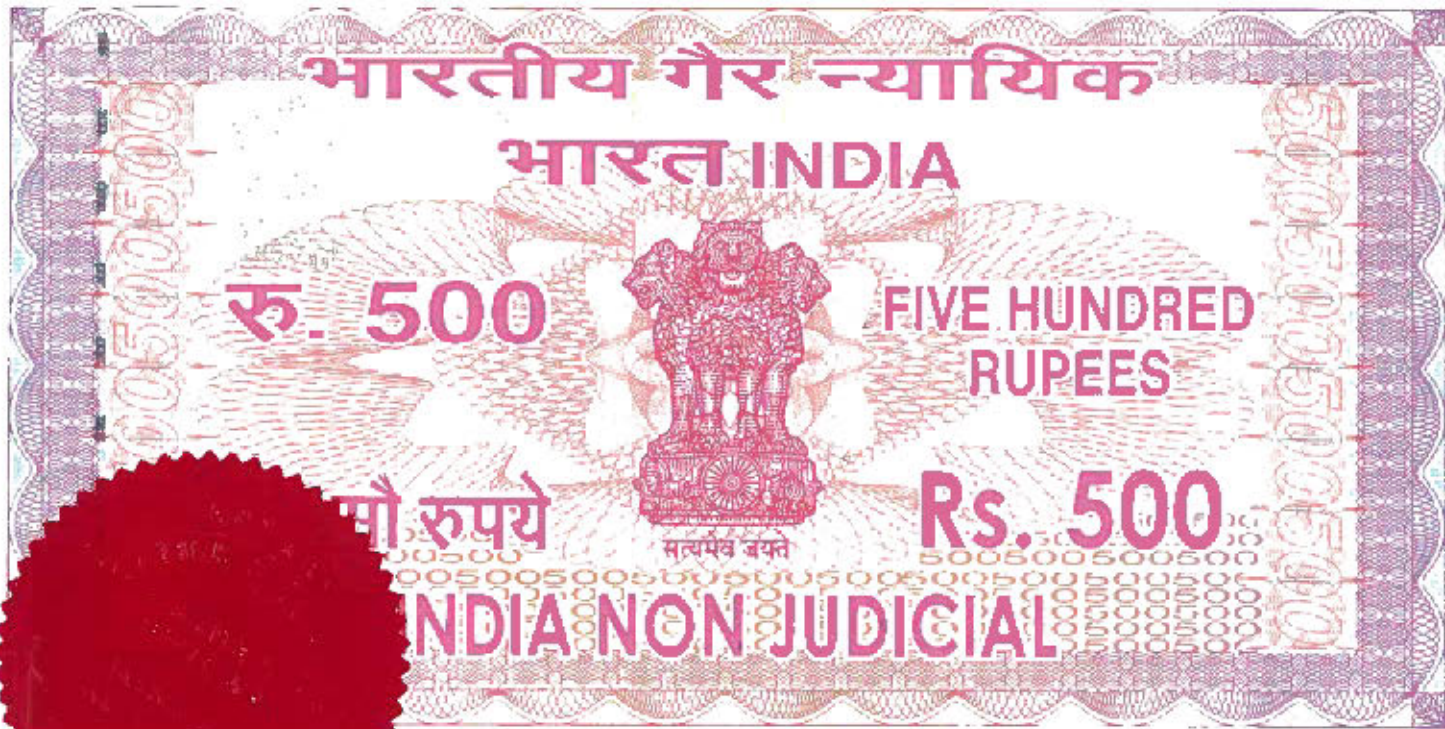 भारतीय गैर न्यायिक
भारत INDIA
रु. 500
FIVE HUNDRED
RUPEES
रुपये
Rs. 500
सत्यमेव जयते
NDIA NON JUDICIAL